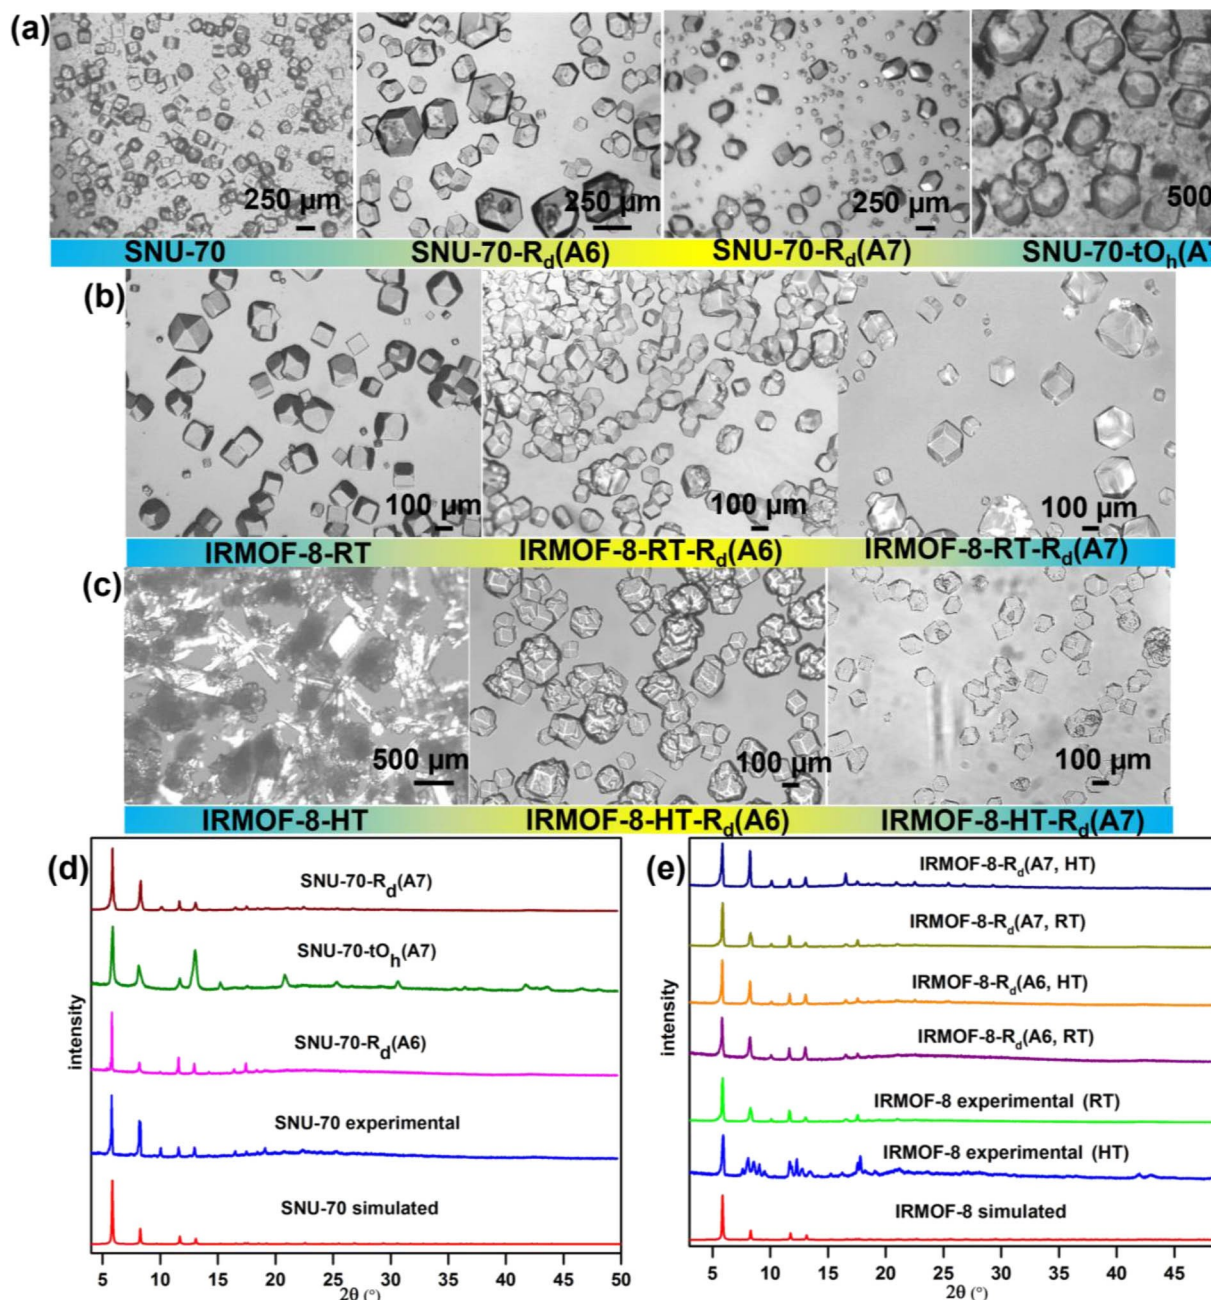 (a)
250 µm
250 µm
250 µm
500
SNU-70
SNU-70-Rd(A6)
SNU-70-Rd(A7)
SNU-70-tOh(A7
(b)
100 µm
100 µm
100 µm
IRMOF-8-RT
IRMOF-8-RT-Rd(A6)
IRMOF-8-RT-Rd(A7)
(c)
500 µm
100 µm
100 µm
IRMOF-8-HT
IRMOF-8-HT-Rd(A6)
IRMOF-8-HT-Rd(A7)
(d)
SNU-70-Rd(A7)
SNU-70-tOh(A7)
SNU-70-Rd(A6)
SNU-70 experimental
SNU-70 simulated
intensity
5 10 15 20 25 30 35 40 45 50
2θ (°)
(e)
IRMOF-8-Rd(A7, HT)
IRMOF-8-Rd(A7, RT)
IRMOF-8-Rd(A6, HT)
IRMOF-8-Rd(A6, RT)
IRMOF-8 experimental (RT)
IRMOF-8 experimental (HT)
IRMOF-8 simulated
intensity
5 10 15 20 25 30 35 40 45
2θ (°)